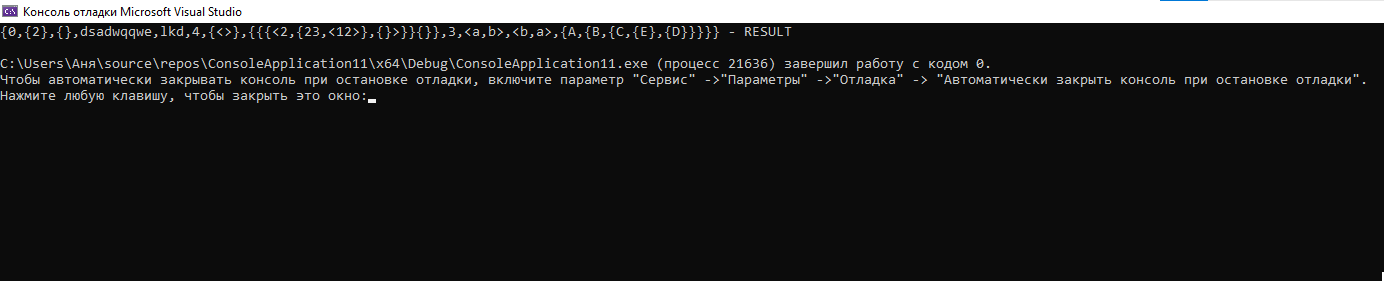 Консоль отладки Microsoft Visual Studio
{0,{2},{},dsadwqqwe,lkd,4,{<>},{{{<2,{23,<12>},{}>}}{}},3,<a,b>,<b,a>,{A,{B,{C,{E},{D}}}}} - RESULT
C:\Users\Аня\source\repos\ConsoleApplication11\x64\Debug\ConsoleApplication11.exe (процесс 21636) завершил работу с кодом 0.
Чтобы автоматически закрывать консоль при остановке отладки, включите параметр "Сервис" ->"Параметры" ->"Отладка" -> "Автоматически закрыть консоль при остановке отладки".
Нажмите любую клавишу, чтобы закрыть это окно: